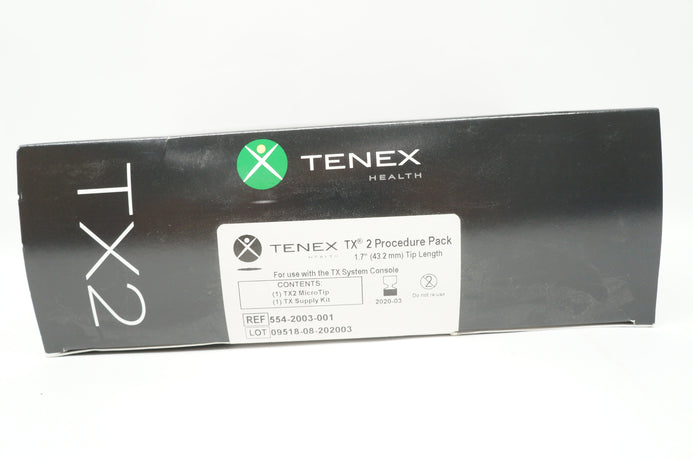 TX2
TENEX
HEALTH
TENEX TX® 2 Procedure Pack
HEALTH
1.7" (43.2 mm) Tip Length
For use with the TX System Console
CONTENTS:
(1) TX2 MicroTip
(1) TX Supply Kit
2020-03
2
Do not re use
REF 554-2003-001
LOT 09518-08-202003